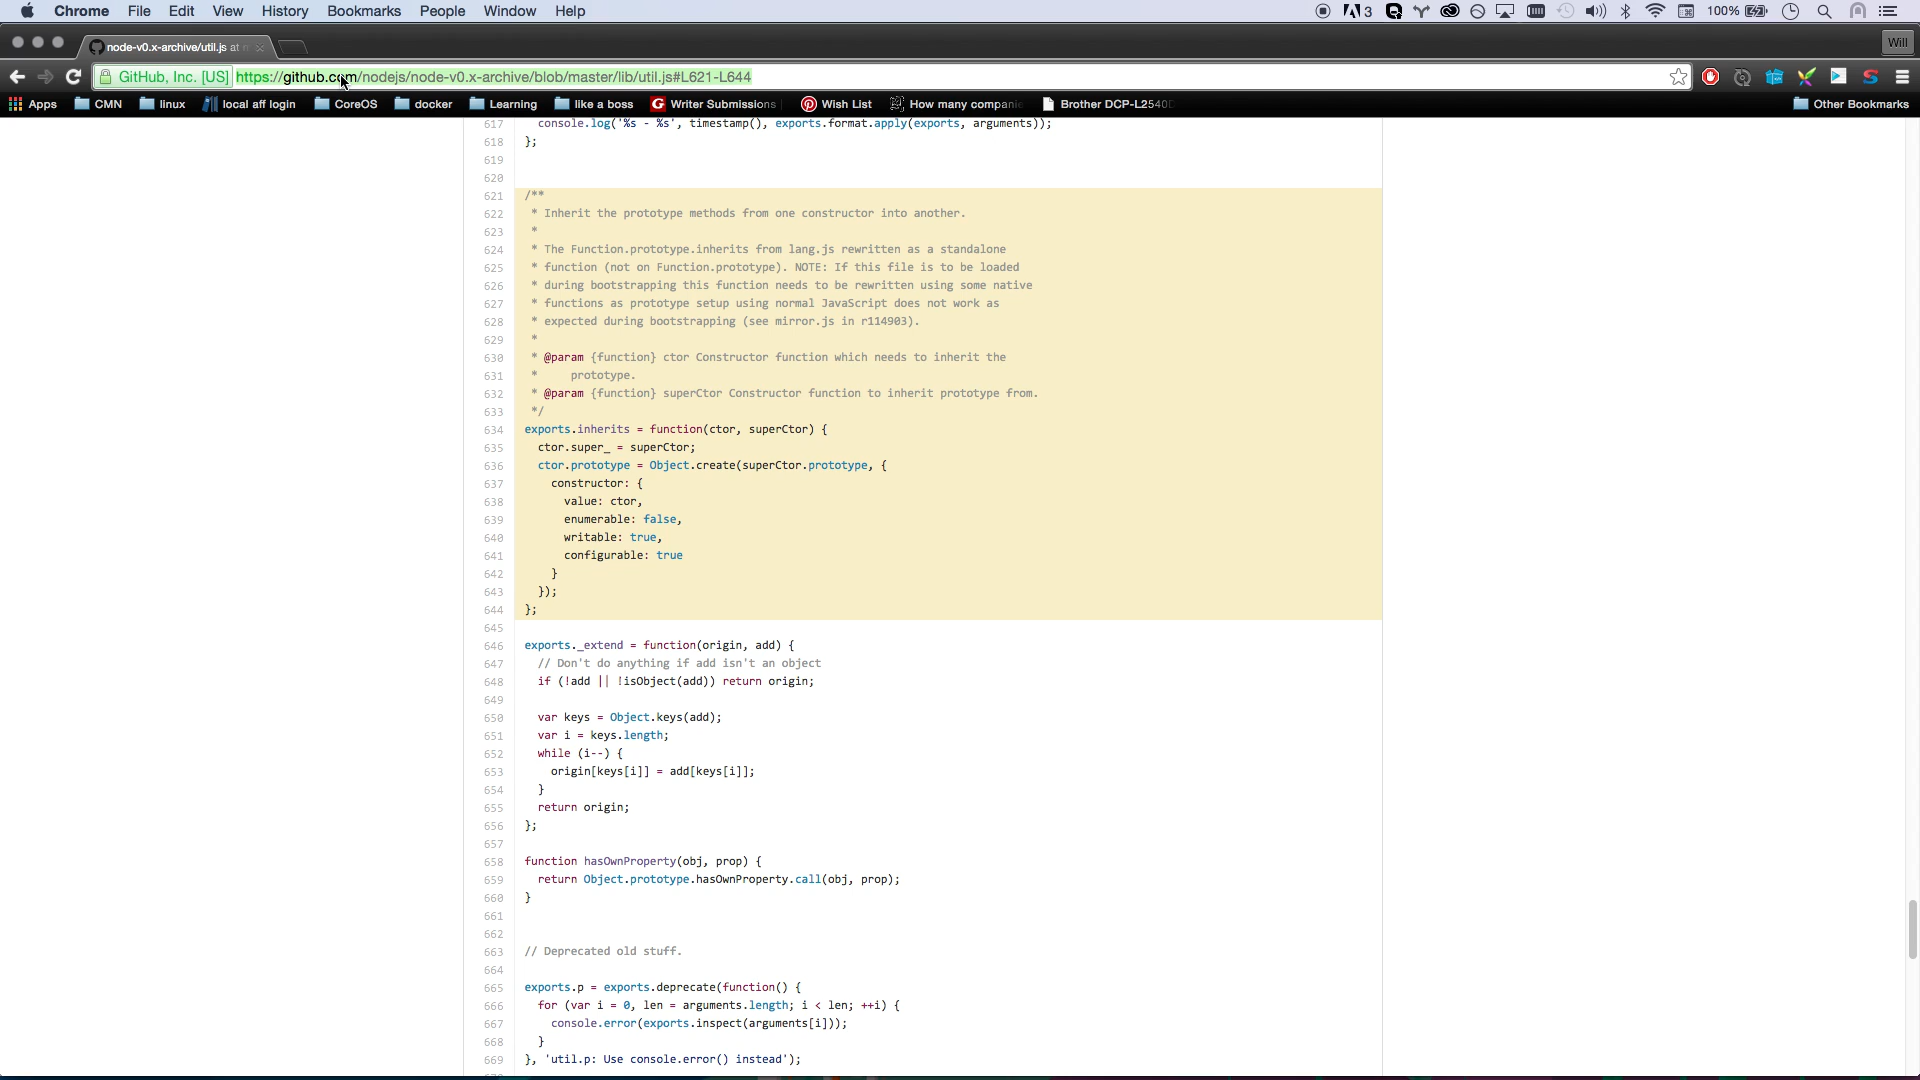 Chrome File Edit View History Bookmarks People Window Help 3 100%
node-v0.x-archive/util.js at Will
GitHub, Inc. [US] https://github.com/nodejs/node-v0.x-archive/blob/master/lib/util.js#L621-L644
Apps CMN linux local aff login CoreOS docker Learning like a boss Writer Submissions Wish List How many compani Brother DCP-L2540 Other Bookmarks
617 console.log('%s - %s', timestamp(), exports.format.apply(exports, arguments));
618 };
619
620
621 /**
622 * Inherit the prototype methods from one constructor into another.
623 *
624 * The Function.prototype.inherits from lang.js rewritten as a standalone
625 * function (not on Function.prototype). NOTE: If this file is to be loaded
626 * during bootstrapping this function needs to be rewritten using some native
627 * functions as prototype setup using normal JavaScript does not work as
628 * expected during bootstrapping (see mirror.js in r114903).
629 *
630 * @param {function} ctor Constructor function which needs to inherit the
631 * prototype.
632 * @param {function} superCtor Constructor function to inherit prototype from.
633 */
634 exports.inherits = function(ctor, superCtor) {
635 ctor.super_ = superCtor;
636 ctor.prototype = Object.create(superCtor.prototype, {
637 constructor: {
638 value: ctor,
639 enumerable: false,
640 writable: true,
641 configurable: true
642 }
643 });
644 };
645
646 exports._extend = function(origin, add) {
647 // Don't do anything if add isn't an object
648 if (!add || !isObject(add)) return origin;
649
650 var keys = Object.keys(add);
651 var i = keys.length;
652 while (i--) {
653 origin[keys[i]] = add[keys[i]];
654 }
655 return origin;
656 };
657
658 function hasOwnProperty(obj, prop) {
659 return Object.prototype.hasOwnProperty.call(obj, prop);
660 }
661
662
663 // Deprecated old stuff.
664
665 exports.p = exports.deprecate(function() {
666 for (var i = 0, len = arguments.length; i < len; ++i) {
667 console.error(exports.inspect(arguments[i]));
668 }
669 }, 'util.p: Use console.error() instead');